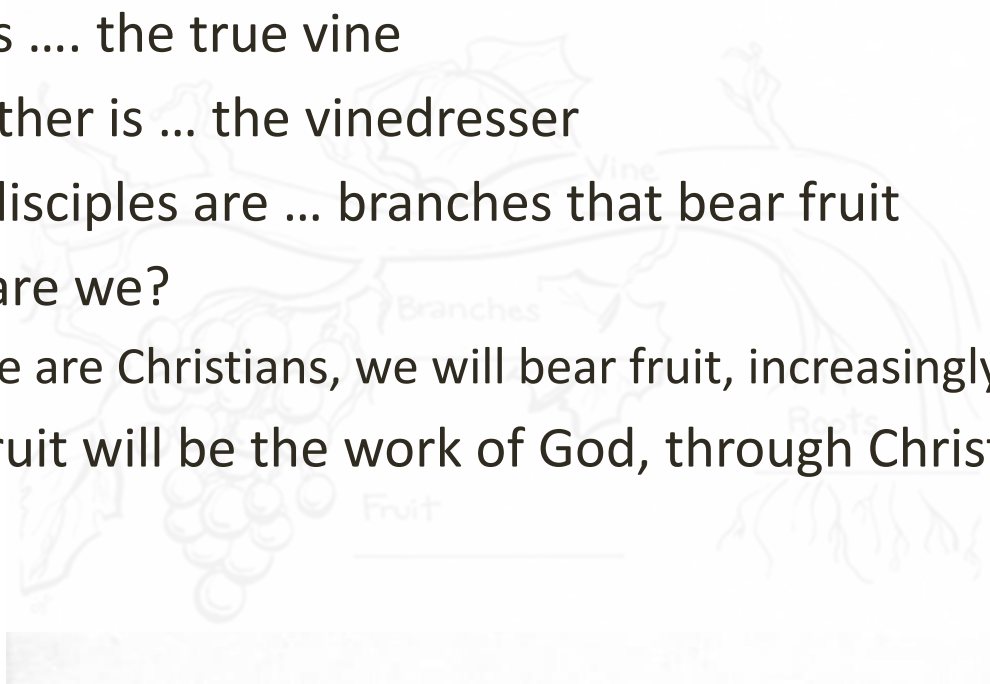 s .... the true vine
ther is ... the vinedresser
disciples are ... branches that bear fruit
are we?
e are Christians, we will bear fruit, increasingly
ruit will be the work of God, through Christ
Vine
Branches
Roots
Fruit